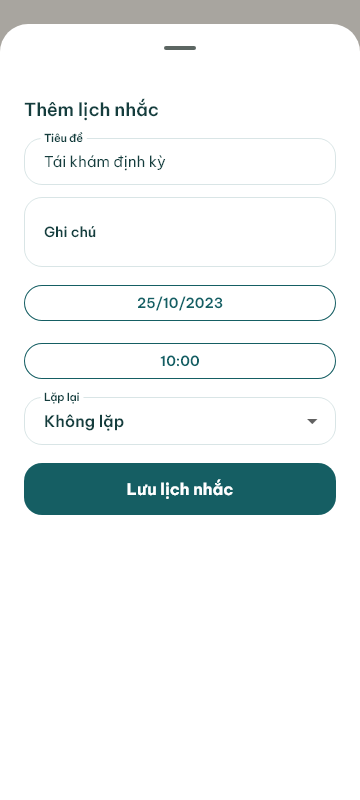 Thêm lịch nhắc
Tiêu đề
Tái khám định kỳ
Ghi chú
25/10/2023
10:00
Lặp lại
Không lặp
Lưu lịch nhắc